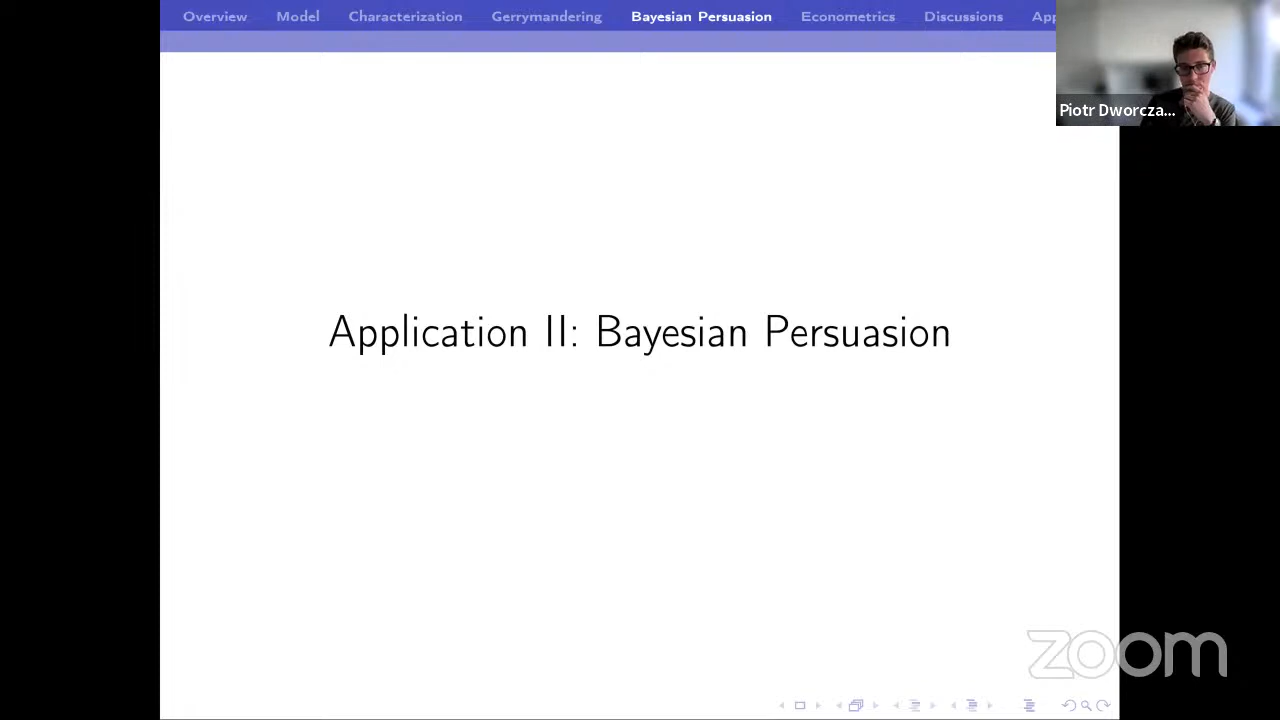 Overview Model Characterization Gerrymandering Bayesian Persuasion Econometrics Discussions App
Piotr Dworcza...
Application II: Bayesian Persuasion
zoom